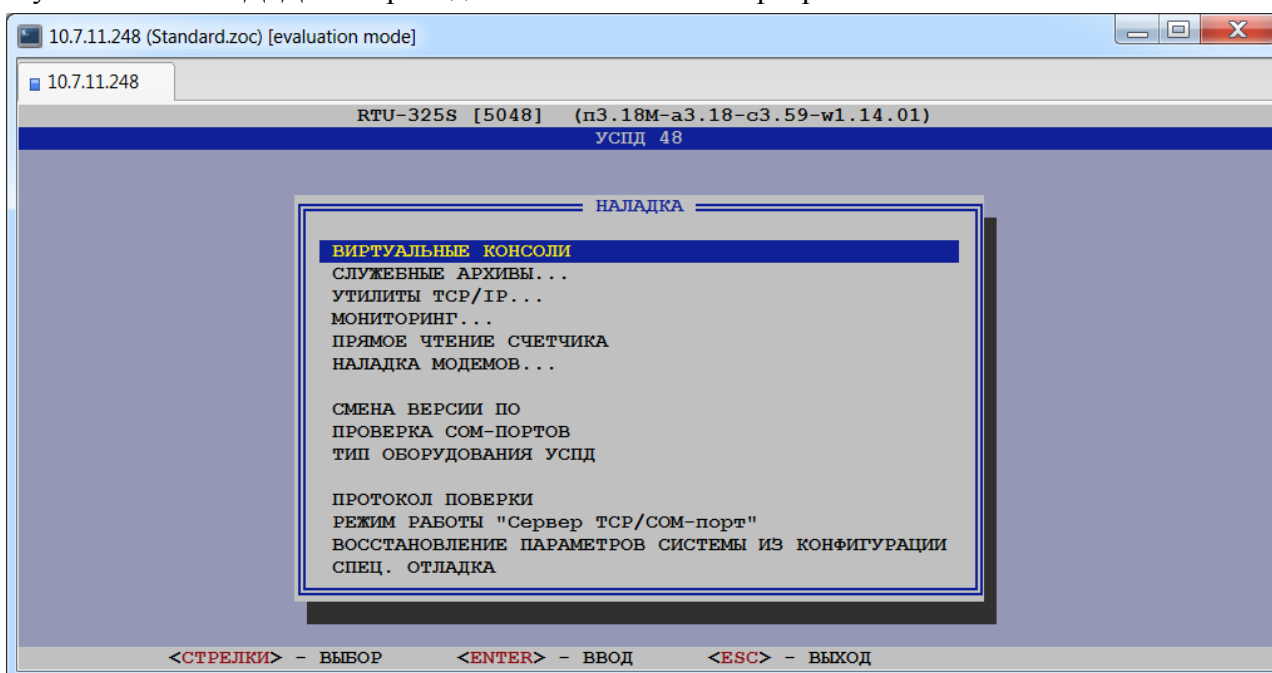 10.7.11.248 (Standard.zoc) [evaluation mode]
10.7.11.248
RTU-325S [5048] (п3.18М-а3.18-с3.59-w1.14.01)
УСПД 48
НАЛАДКА
ВИРТУАЛЬНЫЕ КОНСОЛИ
СЛУЖЕБНЫЕ АРХИВЫ...
УТИЛИТЫ TCP/IP...
МОНИТОРИНГ...
ПРЯМОЕ ЧТЕНИЕ СЧЕТЧИКА
НАЛАДКА МОДЕМОВ...
СМЕНА ВЕРСИИ ПО
ПРОВЕРКА СОМ-ПОРТОВ
ТИП ОБОРУДОВАНИЯ УСПД
ПРОТОКОЛ ПОВЕРКИ
РЕЖИМ РАБОТЫ "Сервер TCP/COM-порт"
ВОССТАНОВЛЕНИЕ ПАРАМЕТРОВ СИСТЕМЫ ИЗ КОНФИГУРАЦИИ
СПЕЦ. ОТЛАДКА
<СТРЕЛКИ> - ВЫБОР <ENTER> - ВВОД <ESC> - ВЫХОД